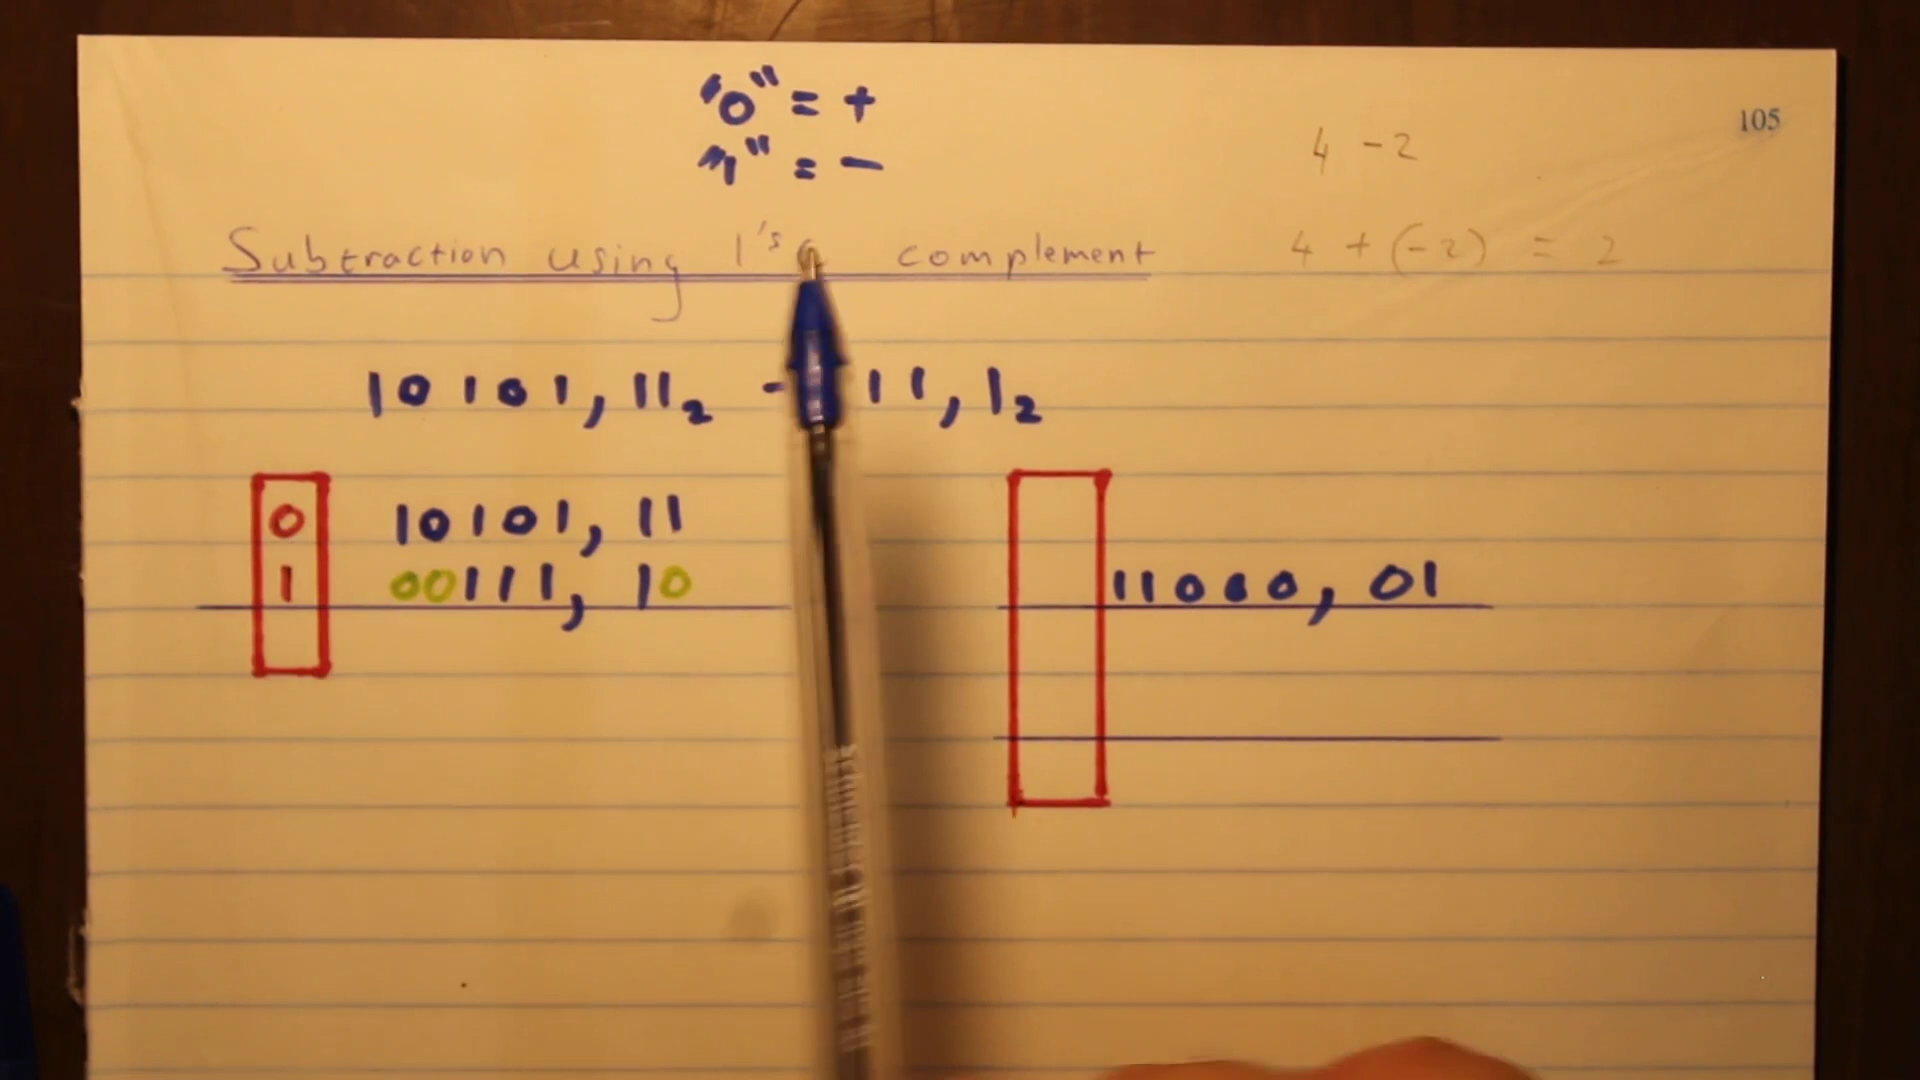 "0" = +
"1" = −
105
4 - 2
Subtraction using 1's complement
4 + (-2) = 2
10101,11₂ - 11,1₂
0 10101,11
1 00111,10
11000,01